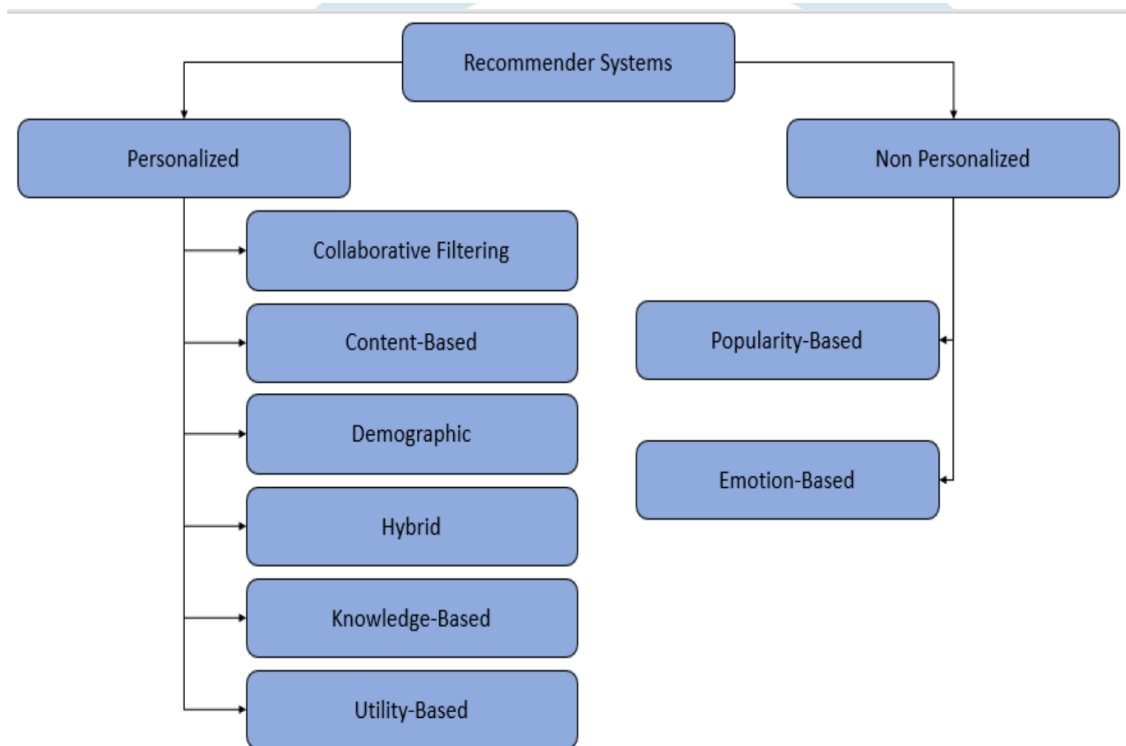 Recommender Systems
Personalized
Non Personalized
Collaborative Filtering
Content-Based
Demographic
Hybrid
Knowledge-Based
Utility-Based
Popularity-Based
Emotion-Based